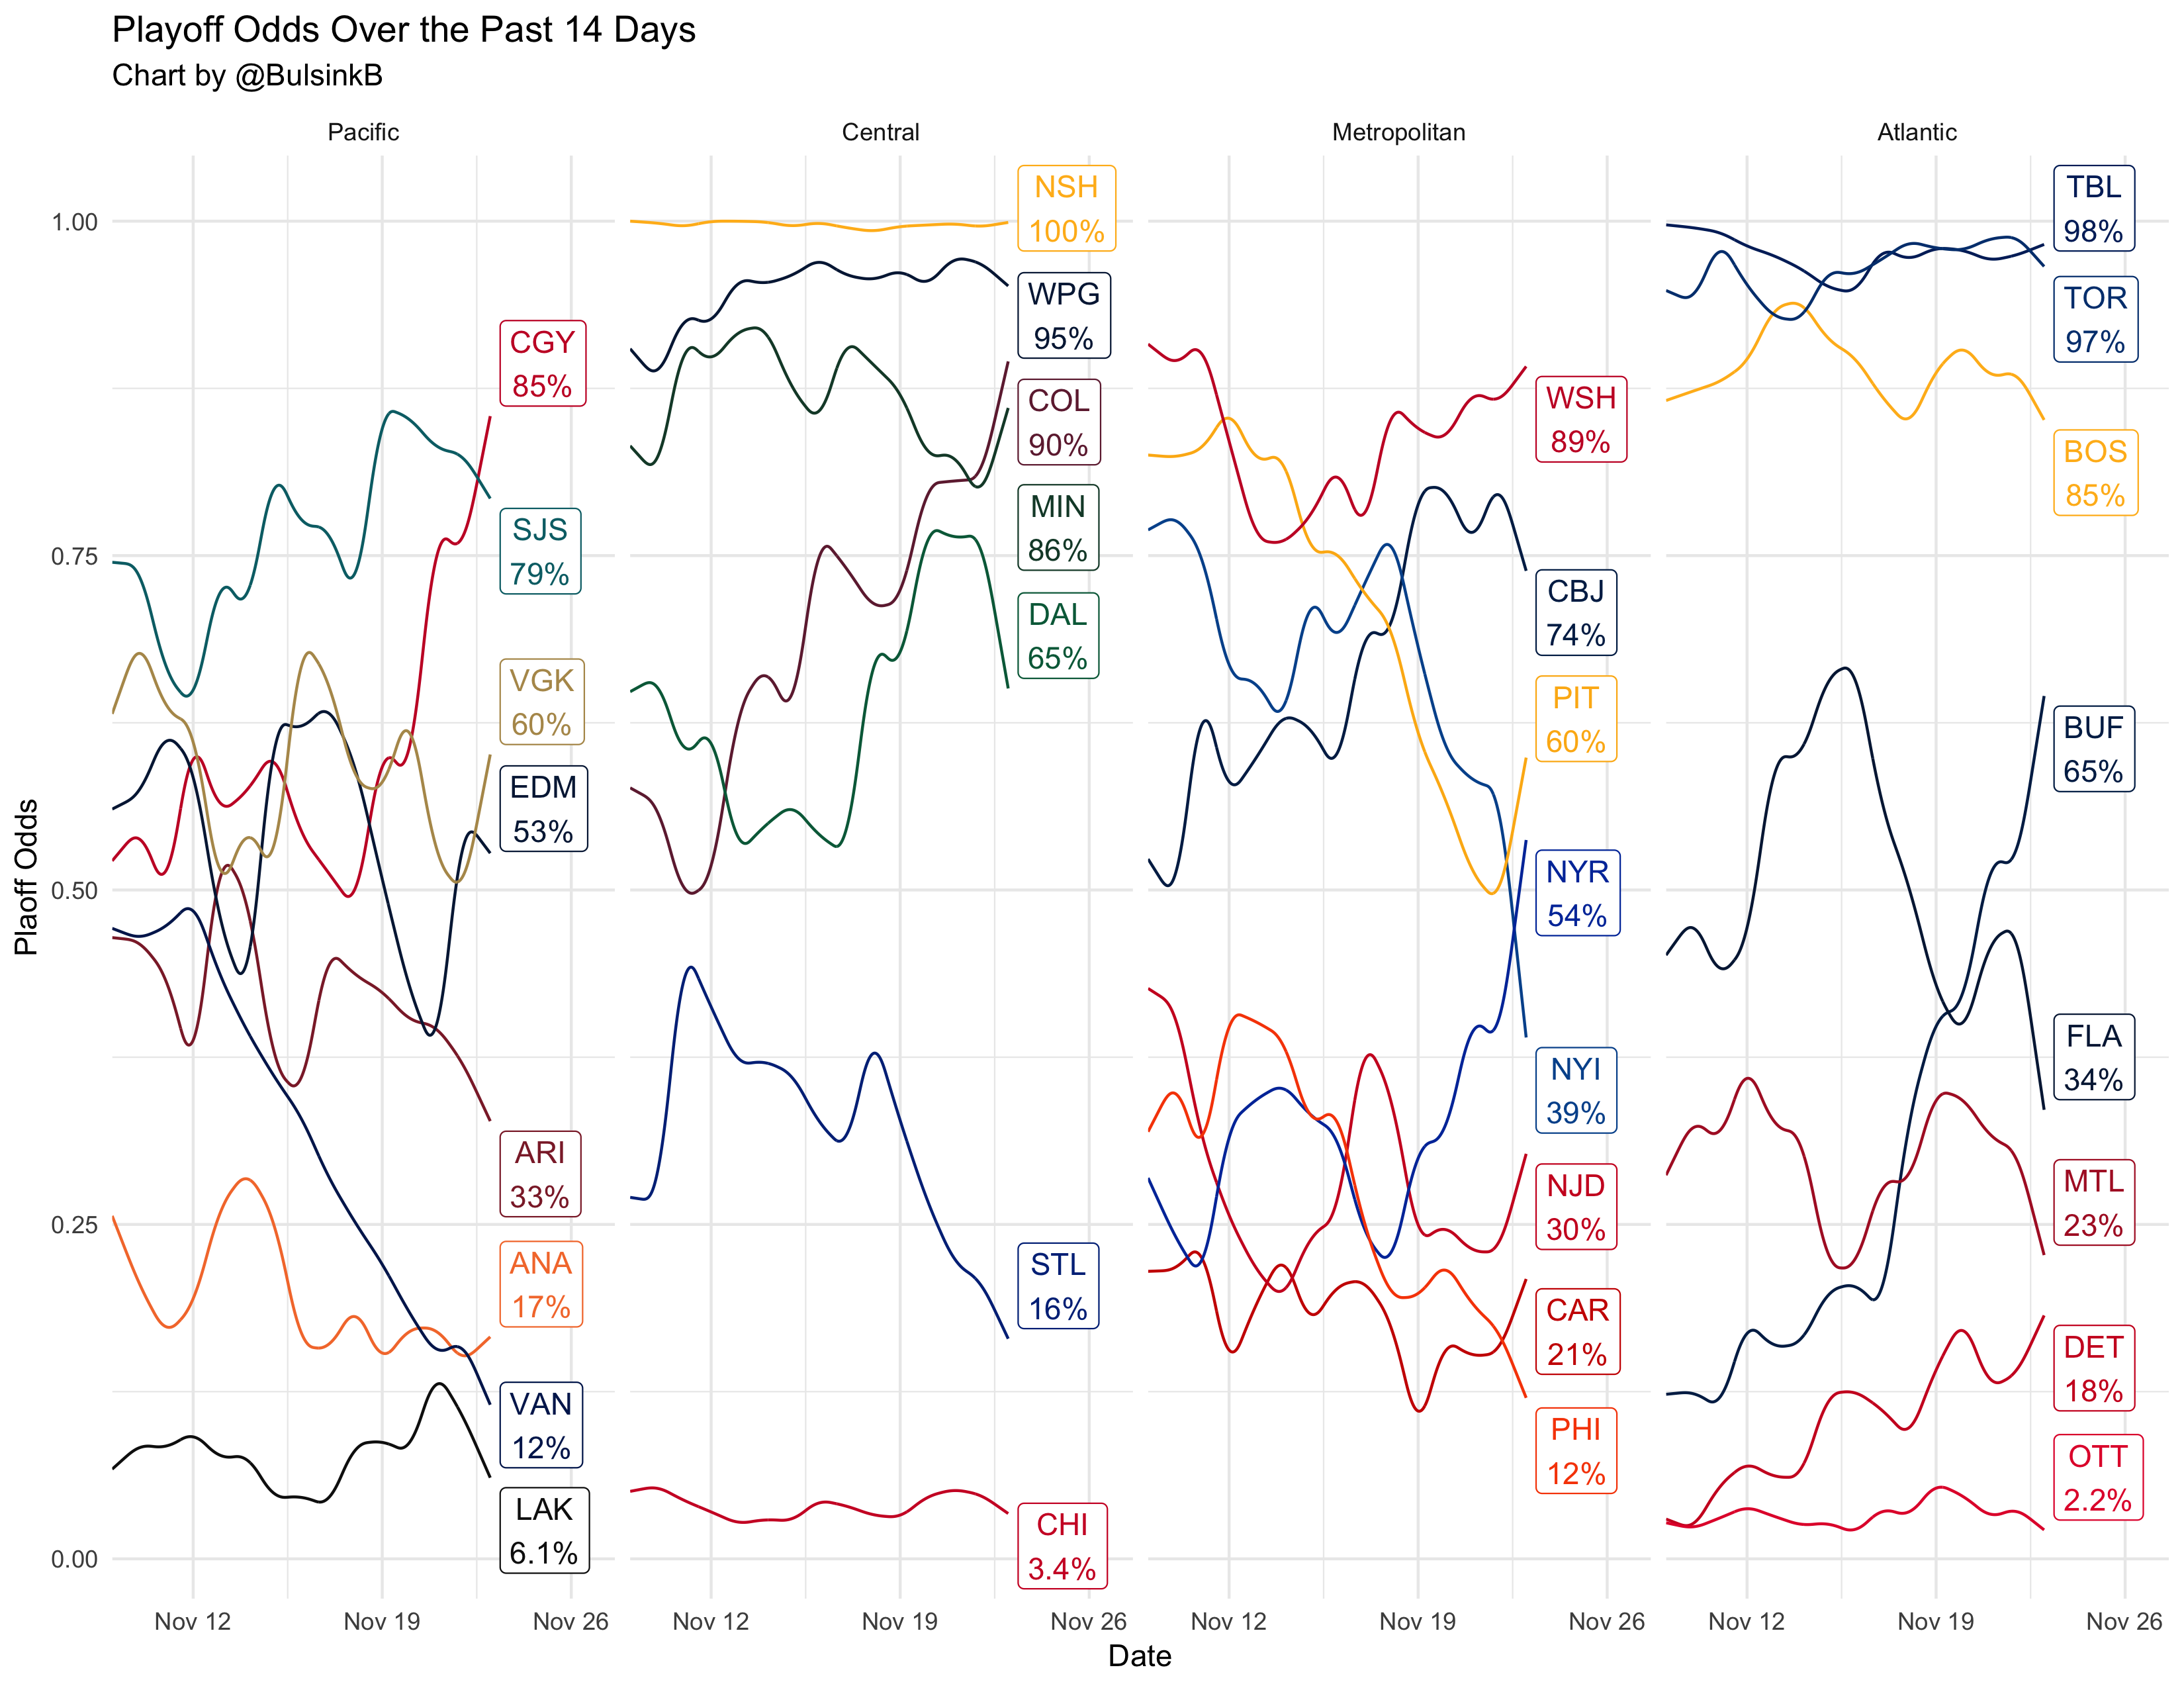 Playoff Odds Over the Past 14 Days
Chart by @BulsinkB
Pacific
Central
Metropolitan
Atlantic
Plaoff Odds
1.00
0.75
0.50
0.25
0.00
CGY
85%
SJS
79%
VGK
60%
EDM
53%
ARI
33%
ANA
17%
VAN
12%
LAK
6.1%
NSH
100%
WPG
95%
COL
90%
MIN
86%
DAL
65%
STL
16%
CHI
3.4%
WSH
89%
CBJ
74%
PIT
60%
NYR
54%
NYI
39%
NJD
30%
CAR
21%
PHI
12%
TBL
98%
TOR
97%
BOS
85%
BUF
65%
FLA
34%
MTL
23%
DET
18%
OTT
2.2%
Nov 12
Nov 19
Nov 26
Nov 12
Nov 19
Nov 26
Nov 12
Nov 19
Nov 26
Nov 12
Nov 19
Nov 26
Date